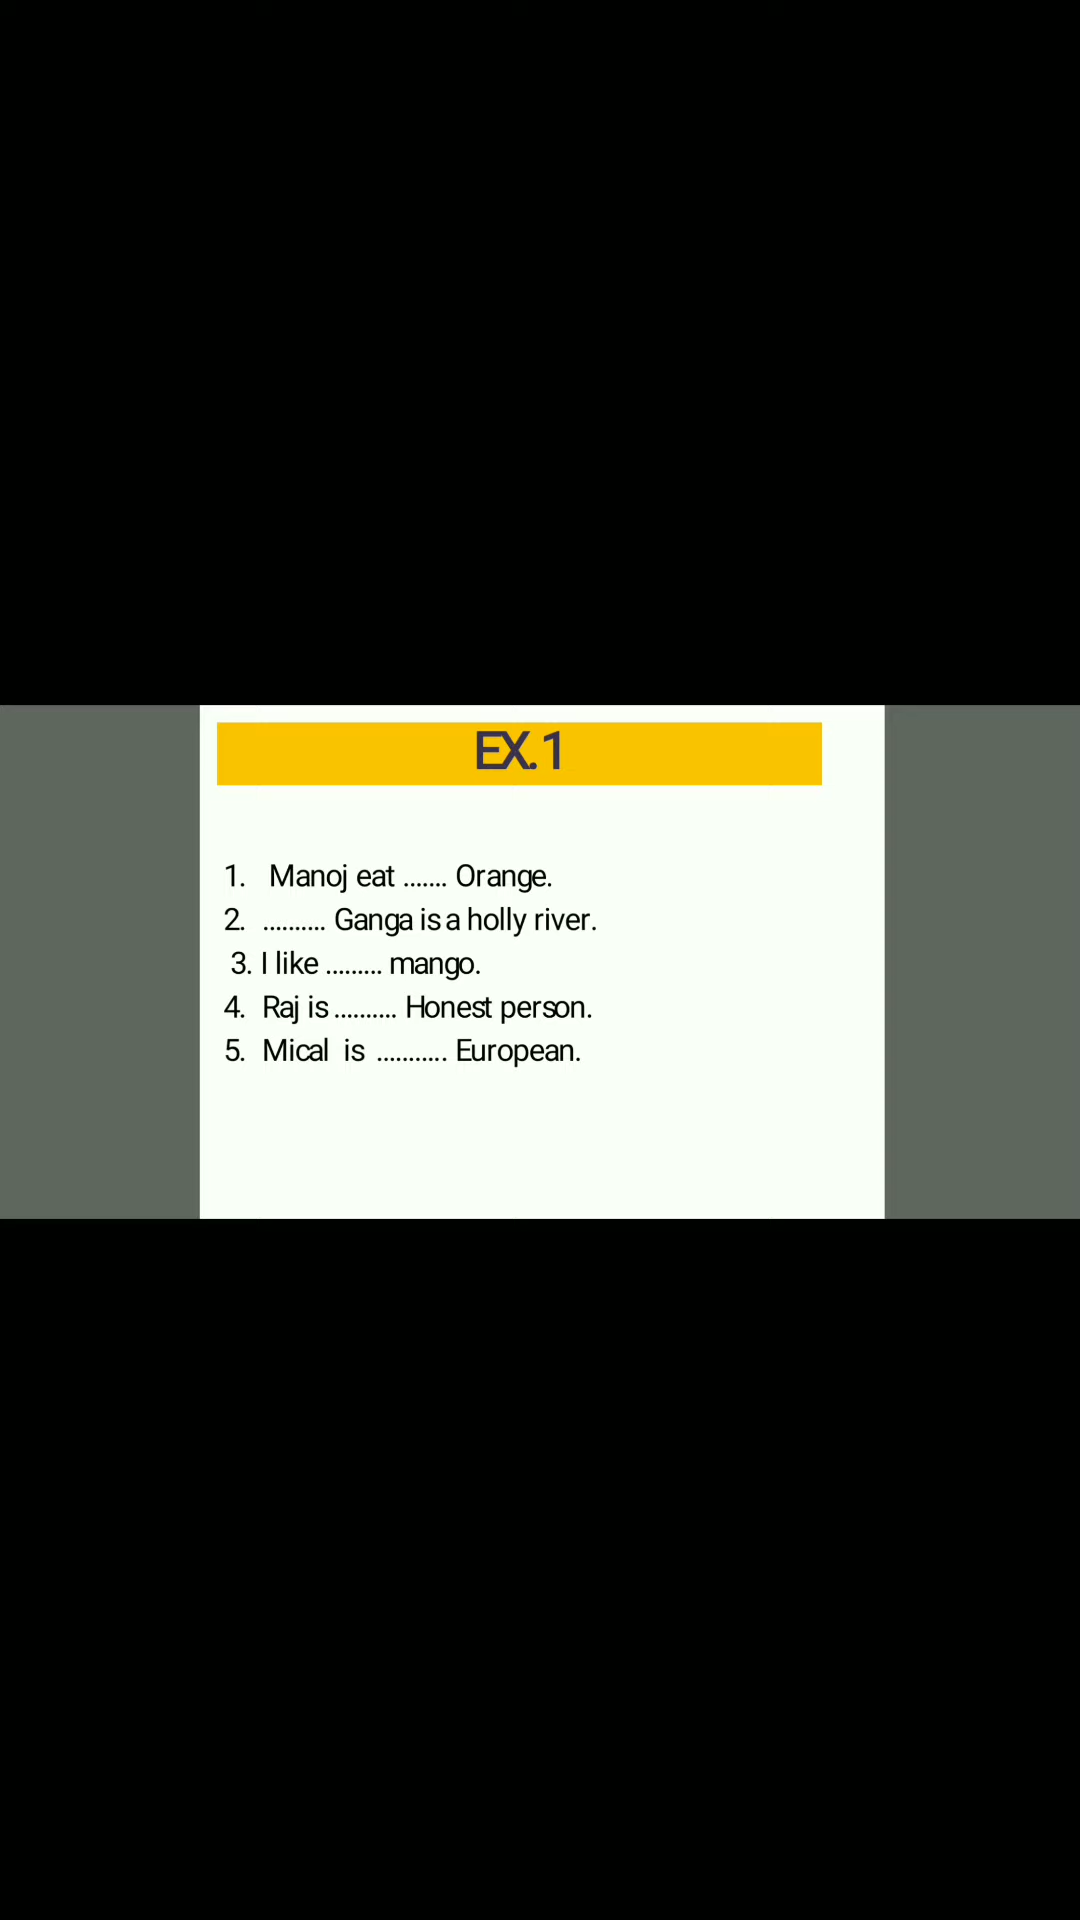 EX.1
1. Manoj eat ....... Orange.
2. .......... Ganga is a holly river.
3. I like ......... mango.
4. Raj is .......... Honest person.
5. Mical is ........... European.